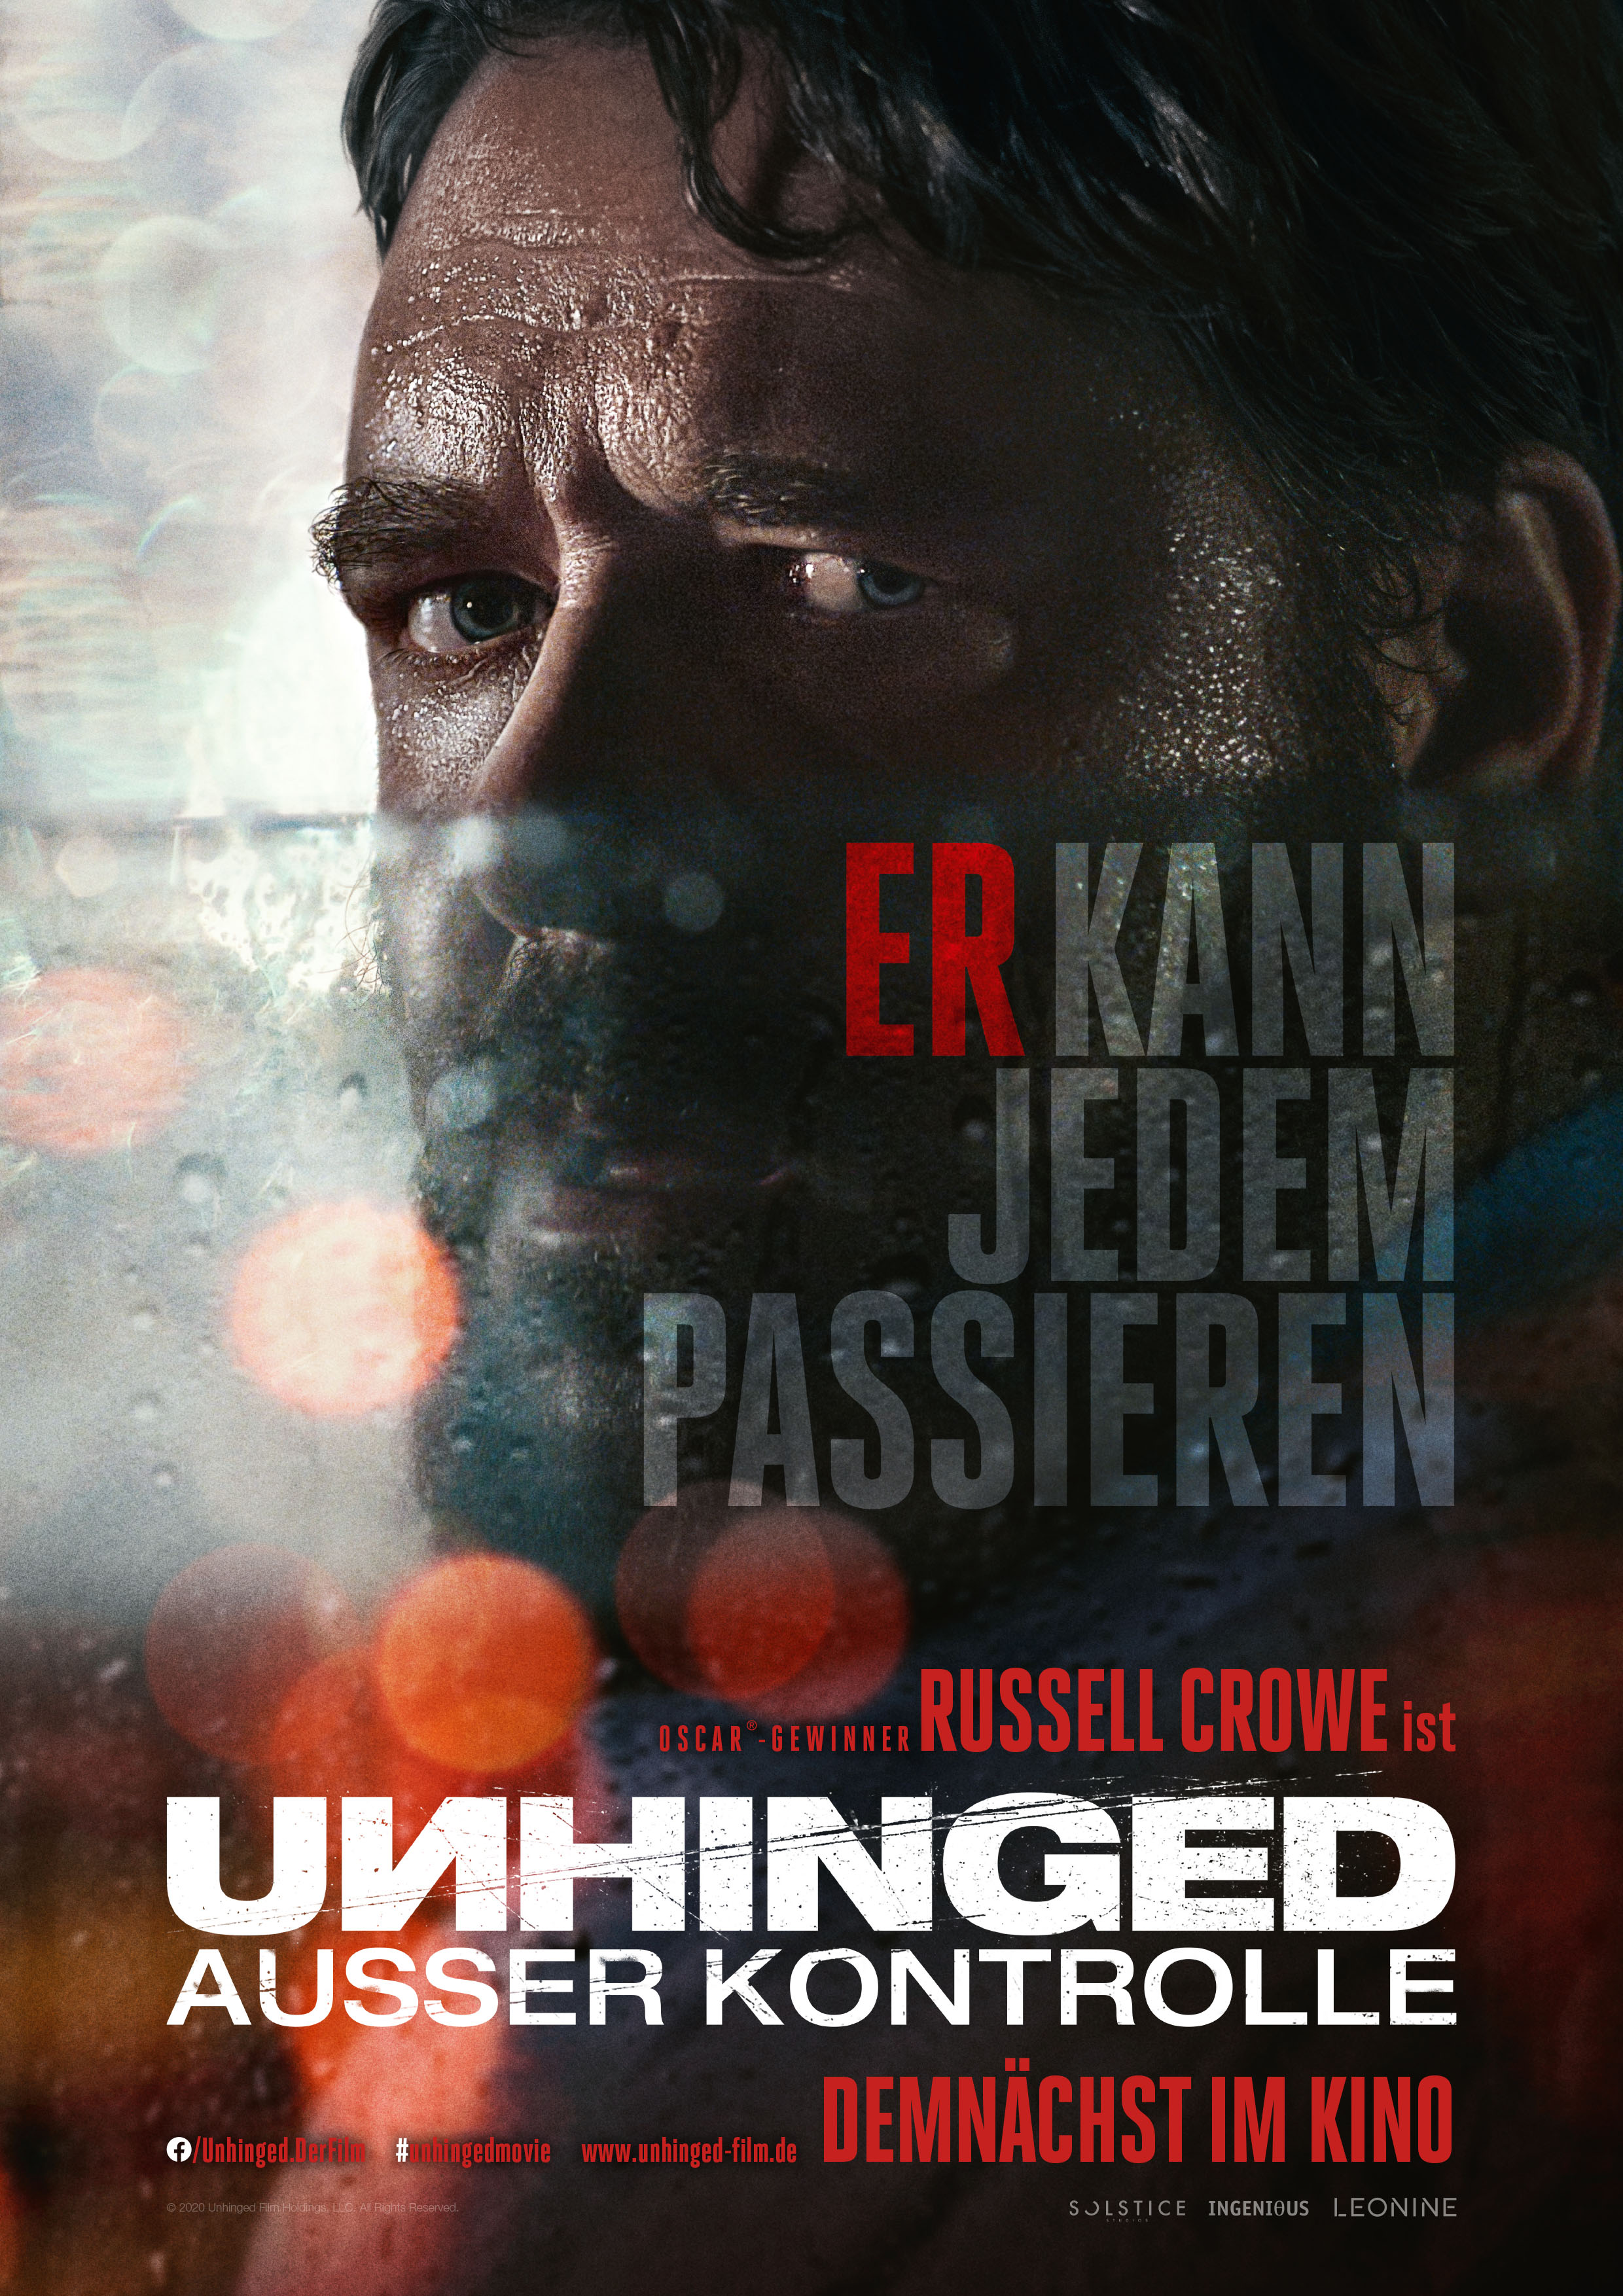 ER KANN
JEDEM
PASSIEREN
OSCAR®-GEWINNER RUSSELL CROWE ist
UNHINGED
AUSSER KONTROLLE
DEMNÄCHST IM KINO
/Unhinged.DerFilm #unhingedmovie www.unhinged-film.de
© 2020 Unhinged Film Holdings, LLC. All Rights Reserved.
SOLSTICE STUDIOS INGENIOUS LEONINE